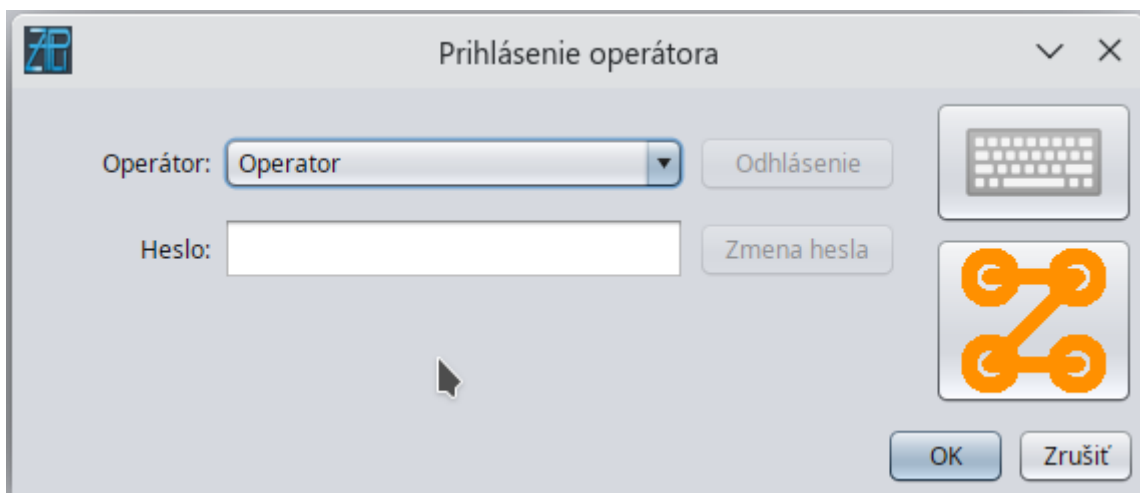 Prihlásenie operátora
Operátor: Operator Odhlásenie
Heslo: Zmena hesla
OK Zrušiť